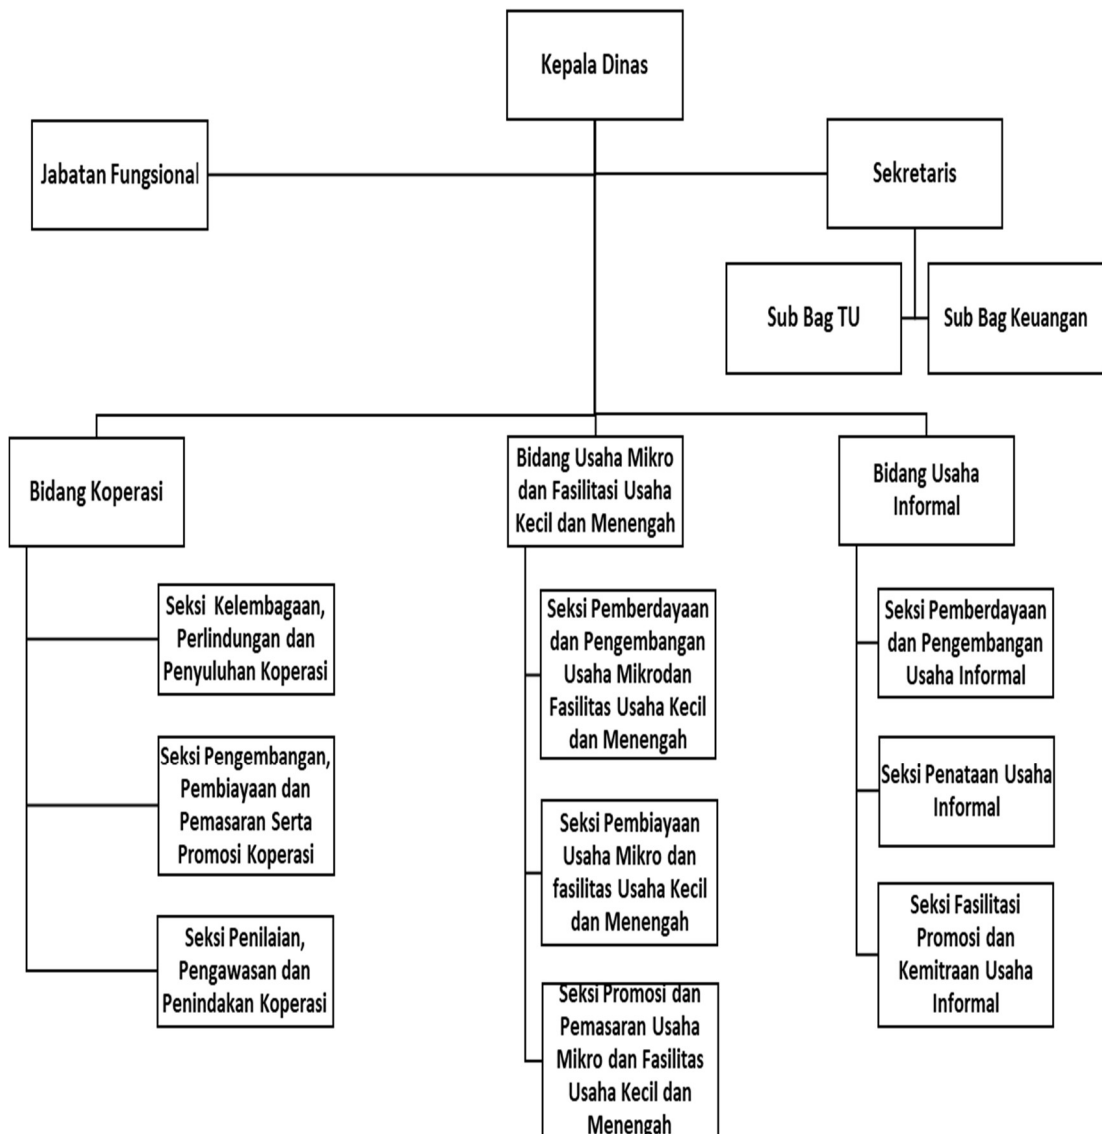 Kepala Dinas
Jabatan Fungsional
Sekretaris
Sub Bag TU
Sub Bag Keuangan
Bidang Koperasi
Seksi Kelembagaan,
Perlindungan dan
Penyuluhan Koperasi
Seksi Pengembangan,
Pembiayaan dan
Pemasaran Serta
Promosi Koperasi
Seksi Penilaian,
Pengawasan dan
Penindakan Koperasi
Bidang Usaha Mikro
dan Fasilitasi Usaha
Kecil dan Menengah
Seksi Pemberdayaan
dan Pengembangan
Usaha Mikrodan
Fasilitas Usaha Kecil
dan Menengah
Seksi Pembiayaan
Usaha Mikro dan
fasilitas Usaha Kecil
dan Menengah
Seksi Promosi dan
Pemasaran Usaha
Mikro dan Fasilitas
Usaha Kecil dan
Menengah
Bidang Usaha
Informal
Seksi Pemberdayaan
dan Pengembangan
Usaha Informal
Seksi Penataan Usaha
Informal
Seksi Fasilitasi
Promosi dan
Kemitraan Usaha
Informal